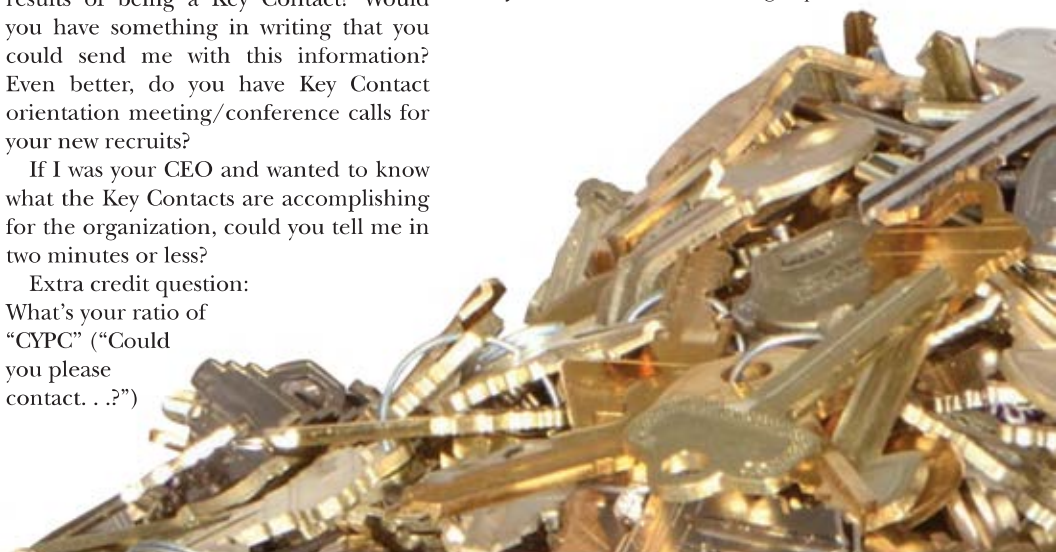 results of being a Key Contact? Would
you have something in writing that you
could send me with this information?
Even better, do you have Key Contact
orientation meeting/conference calls for
your new recruits?
If I was your CEO and wanted to know
what the Key Contacts are accomplishing
for the organization, could you tell me in
two minutes or less?
Extra credit question:
What's your ratio of
“CYPC” (“Could
you please
contact. . .?”)